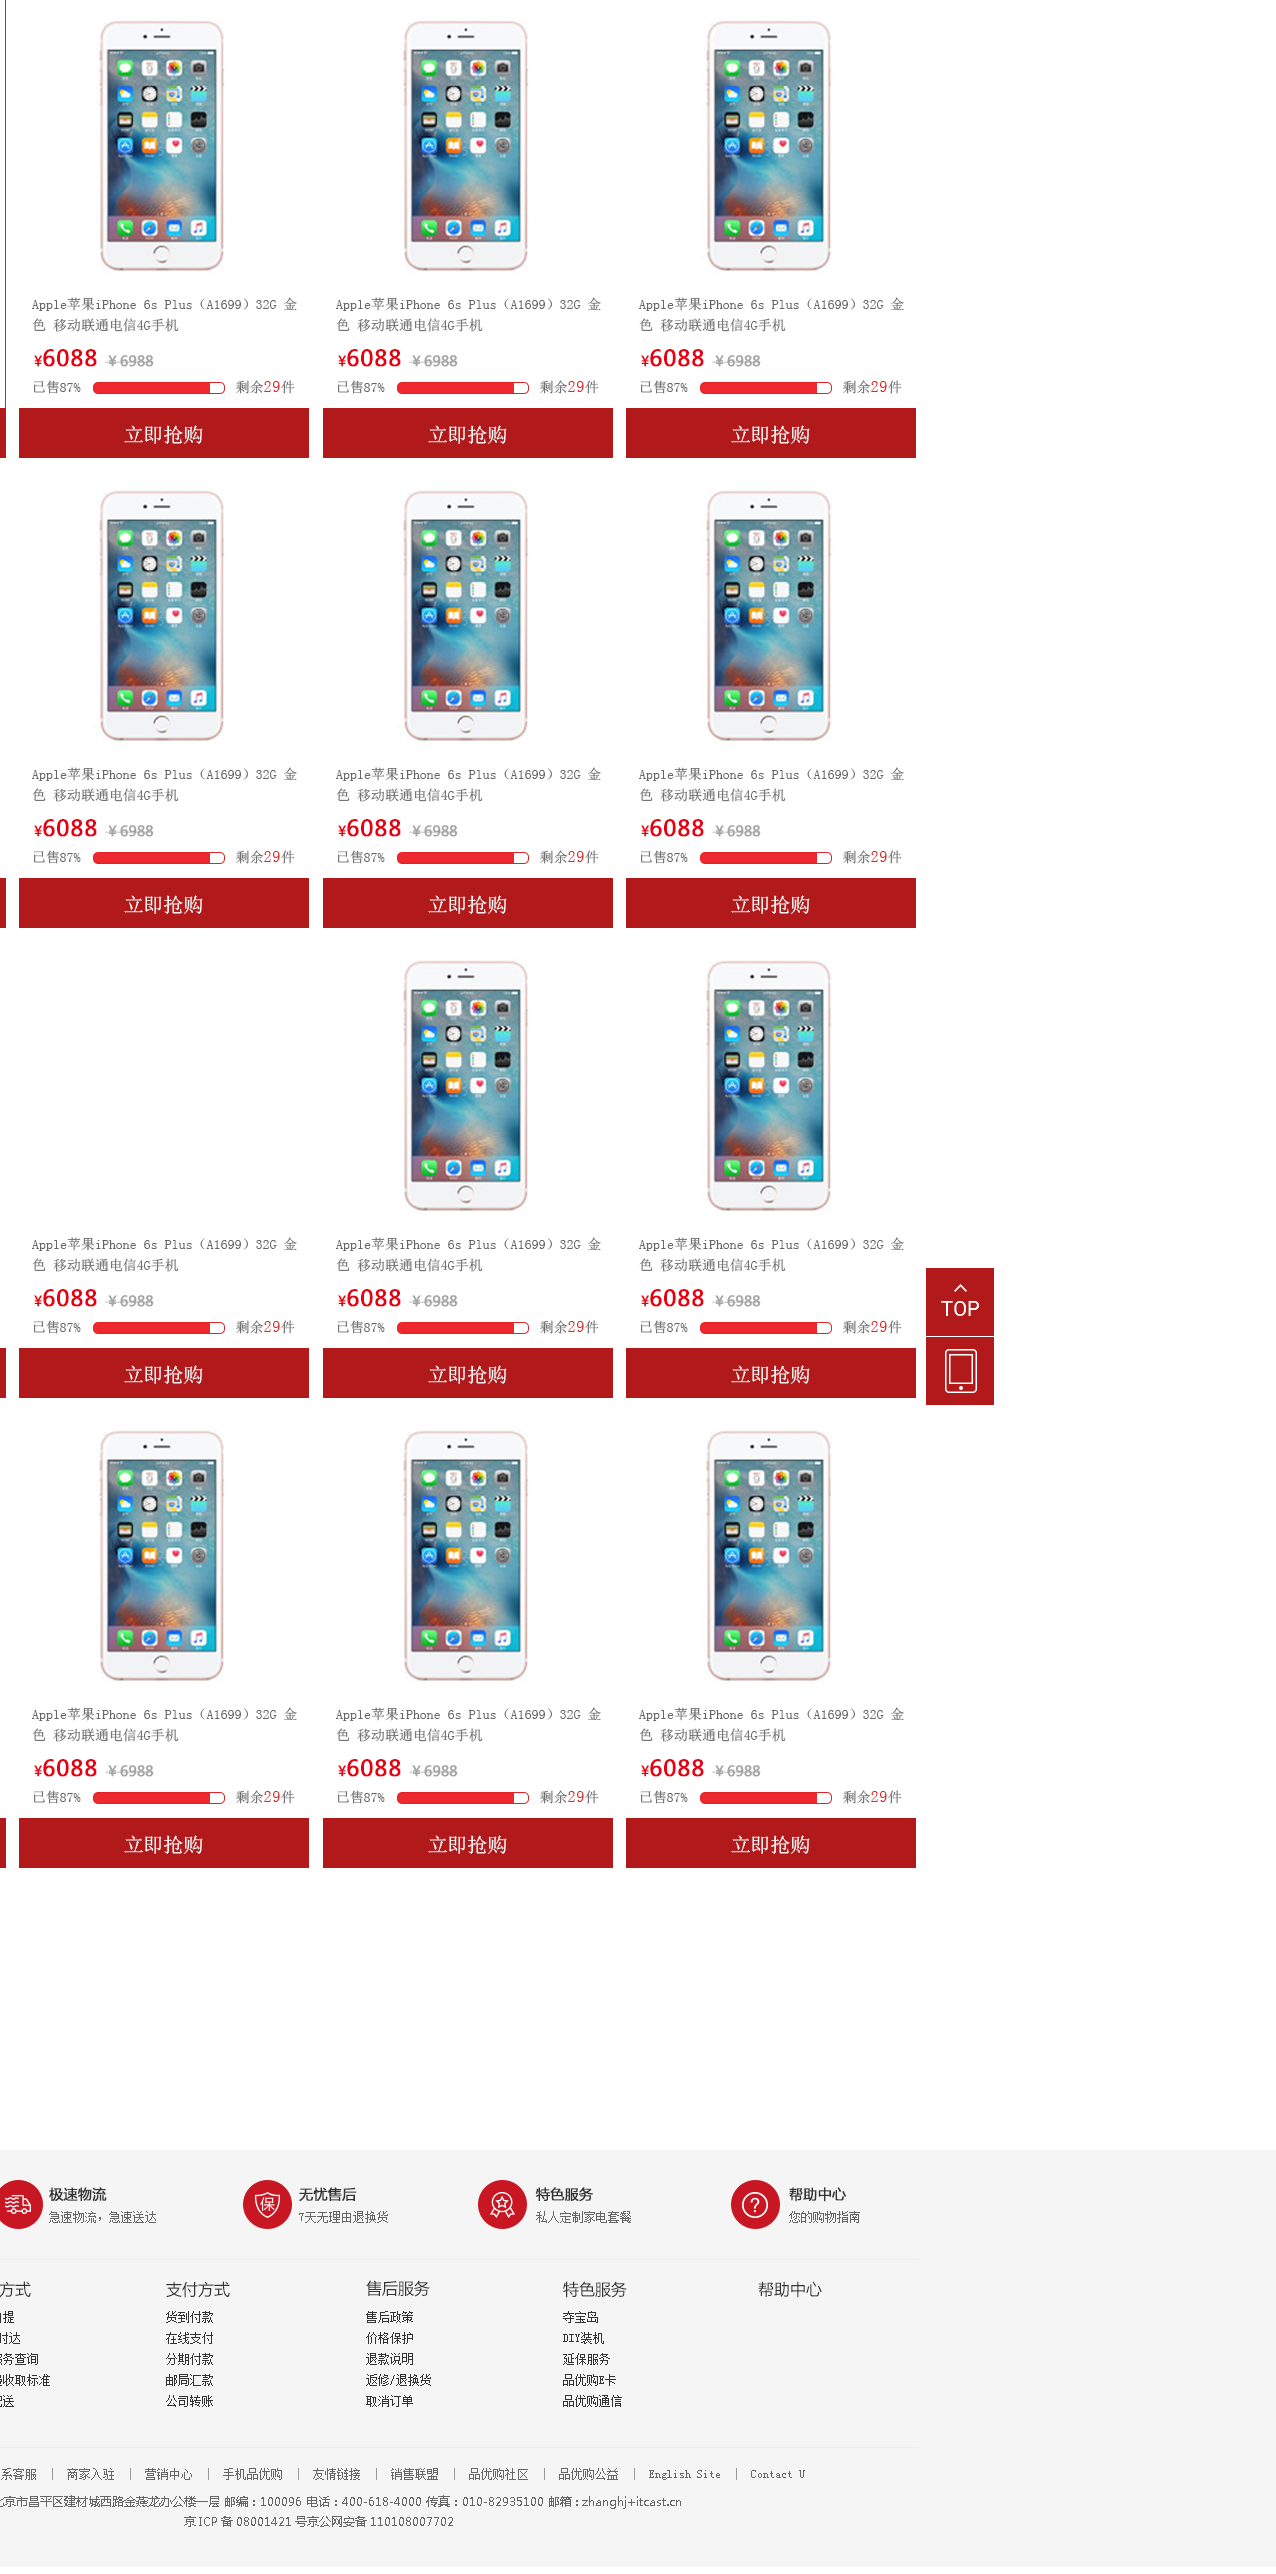 Apple苹果iPhone 6s Plus（A1699）32G 金
色 移动联通电信4G手机
¥6088 ¥6988
已售87% 剩余29件
立即抢购
Apple苹果iPhone 6s Plus（A1699）32G 金
色 移动联通电信4G手机
¥6088 ¥6988
已售87% 剩余29件
立即抢购
Apple苹果iPhone 6s Plus（A1699）32G 金
色 移动联通电信4G手机
¥6088 ¥6988
已售87% 剩余29件
立即抢购
Apple苹果iPhone 6s Plus（A1699）32G 金
色 移动联通电信4G手机
¥6088 ¥6988
已售87% 剩余29件
立即抢购
Apple苹果iPhone 6s Plus（A1699）32G 金
色 移动联通电信4G手机
¥6088 ¥6988
已售87% 剩余29件
立即抢购
Apple苹果iPhone 6s Plus（A1699）32G 金
色 移动联通电信4G手机
¥6088 ¥6988
已售87% 剩余29件
立即抢购
Apple苹果iPhone 6s Plus（A1699）32G 金
色 移动联通电信4G手机
¥6088 ¥6988
已售87% 剩余29件
立即抢购
Apple苹果iPhone 6s Plus（A1699）32G 金
色 移动联通电信4G手机
¥6088 ¥6988
已售87% 剩余29件
立即抢购
Apple苹果iPhone 6s Plus（A1699）32G 金
色 移动联通电信4G手机
¥6088 ¥6988
已售87% 剩余29件
立即抢购
TOP
Apple苹果iPhone 6s Plus（A1699）32G 金
色 移动联通电信4G手机
¥6088 ¥6988
已售87% 剩余29件
立即抢购
Apple苹果iPhone 6s Plus（A1699）32G 金
色 移动联通电信4G手机
¥6088 ¥6988
已售87% 剩余29件
立即抢购
Apple苹果iPhone 6s Plus（A1699）32G 金
色 移动联通电信4G手机
¥6088 ¥6988
已售87% 剩余29件
立即抢购
极速物流
急速物流，急速送达
保
无忧售后
7天无理由退换货
特色服务
私人定制家电套餐
?
帮助中心
您的购物指南
方式
提
时达
务查询
收取标准
送
支付方式
货到付款
在线支付
分期付款
邮局汇款
公司转账
售后服务
售后政策
价格保护
退款说明
返修/退换货
取消订单
特色服务
夺宝岛
DIY装机
延保服务
品优购E卡
品优购通信
帮助中心
系客服 | 商家入驻 | 营销中心 | 手机品优购 | 友情链接 | 销售联盟 | 品优购社区 | 品优购公益 | English Site | Contact U
京市昌平区建材城西路金燕龙办公楼一层 邮编：100096 电话：400-618-4000 传真：010-82935100 邮箱：zhanghj+itcast.cn
京ICP备08001421号京公网安备110108007702